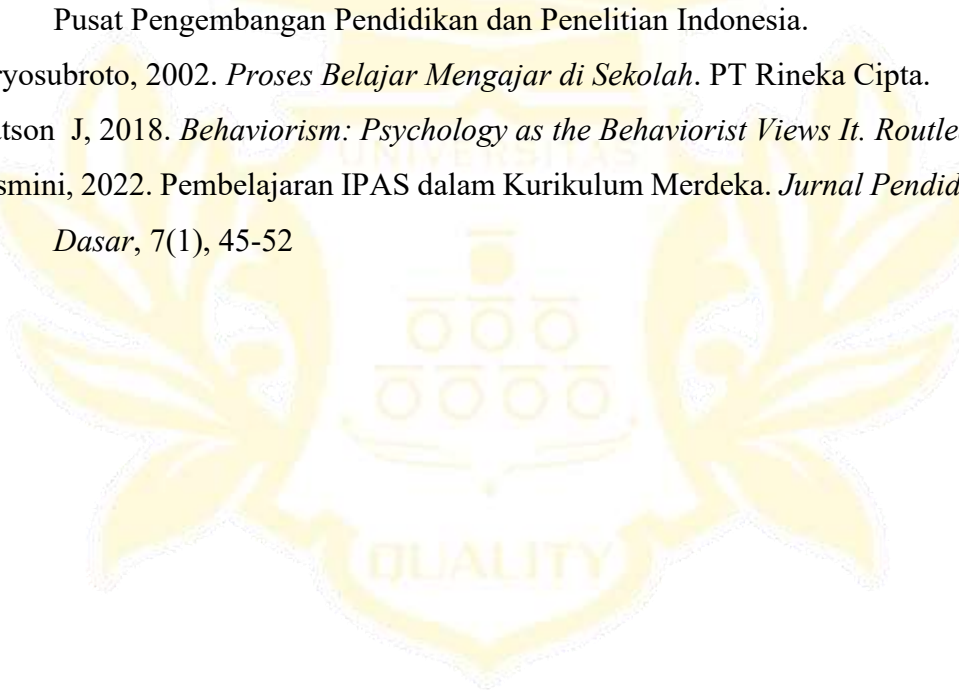 Pusat Pengembangan Pendidikan dan Penelitian Indonesia.
ryosubroto, 2002. Proses Belajar Mengajar di Sekolah. PT Rineka Cipta.
tson J, 2018. Behaviorism: Psychology as the Behaviorist Views It. Routle
UNIVERSITAS
smini, 2022. Pembelajaran IPAS dalam Kurikulum Merdeka. Jurnal Pendid
Dasar, 7(1), 45-52
QUALITY